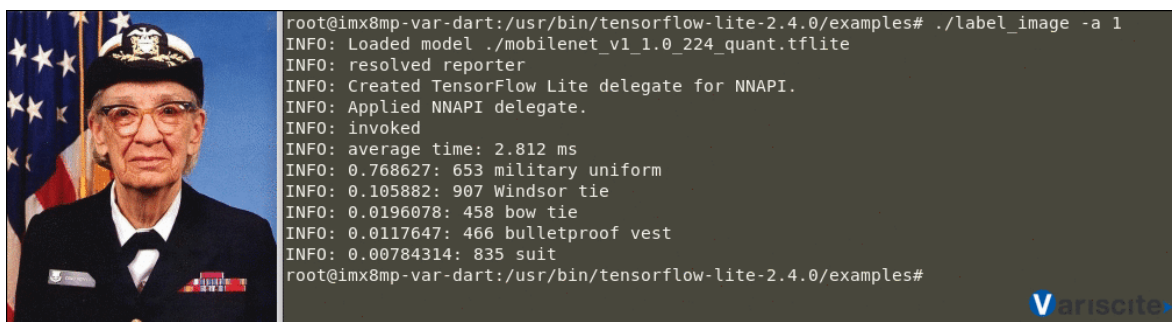 root@imx8mp-var-dart:/usr/bin/tensorflow-lite-2.4.0/examples# ./label_image -a 1
INFO: Loaded model ./mobilenet_v1_1.0_224_quant.tflite
INFO: resolved reporter
INFO: Created TensorFlow Lite delegate for NNAPI.
INFO: Applied NNAPI delegate.
INFO: invoked
INFO: average time: 2.812 ms
INFO: 0.768627: 653 military uniform
INFO: 0.105882: 907 Windsor tie
INFO: 0.0196078: 458 bow tie
INFO: 0.0117647: 466 bulletproof vest
INFO: 0.00784314: 835 suit
root@imx8mp-var-dart:/usr/bin/tensorflow-lite-2.4.0/examples#
Variscite